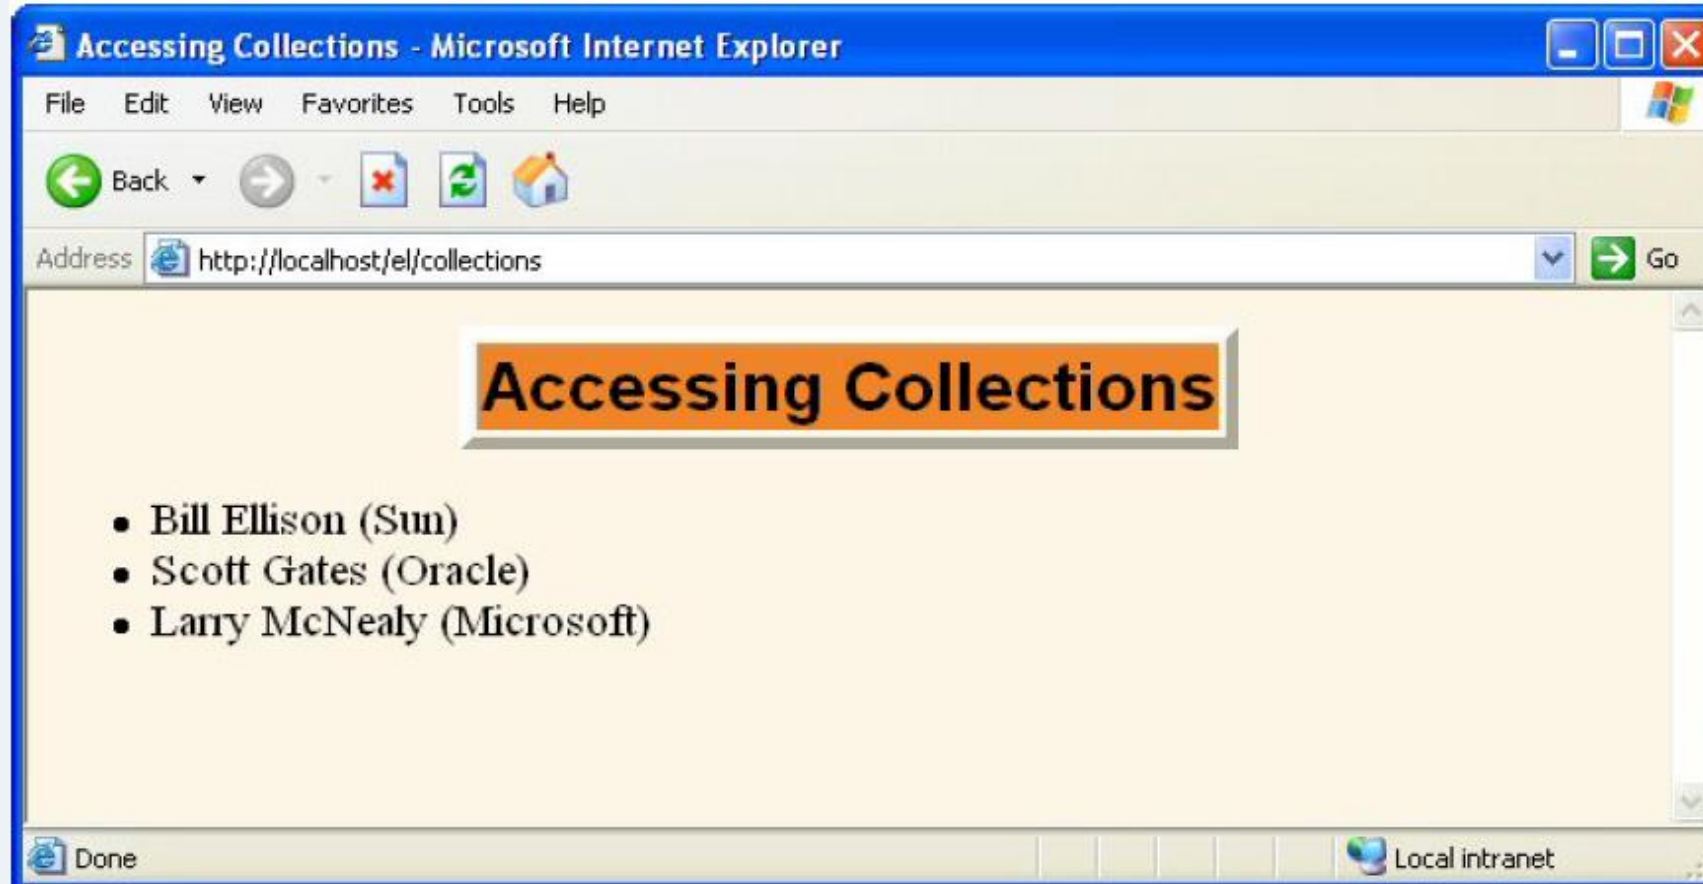 Accessing Collections - Microsoft Internet Explorer
File Edit View Favorites Tools Help
Back
Address http://localhost/el/collections Go
Accessing Collections
• Bill Ellison (Sun)
• Scott Gates (Oracle)
• Larry McNealy (Microsoft)
Done Local intranet